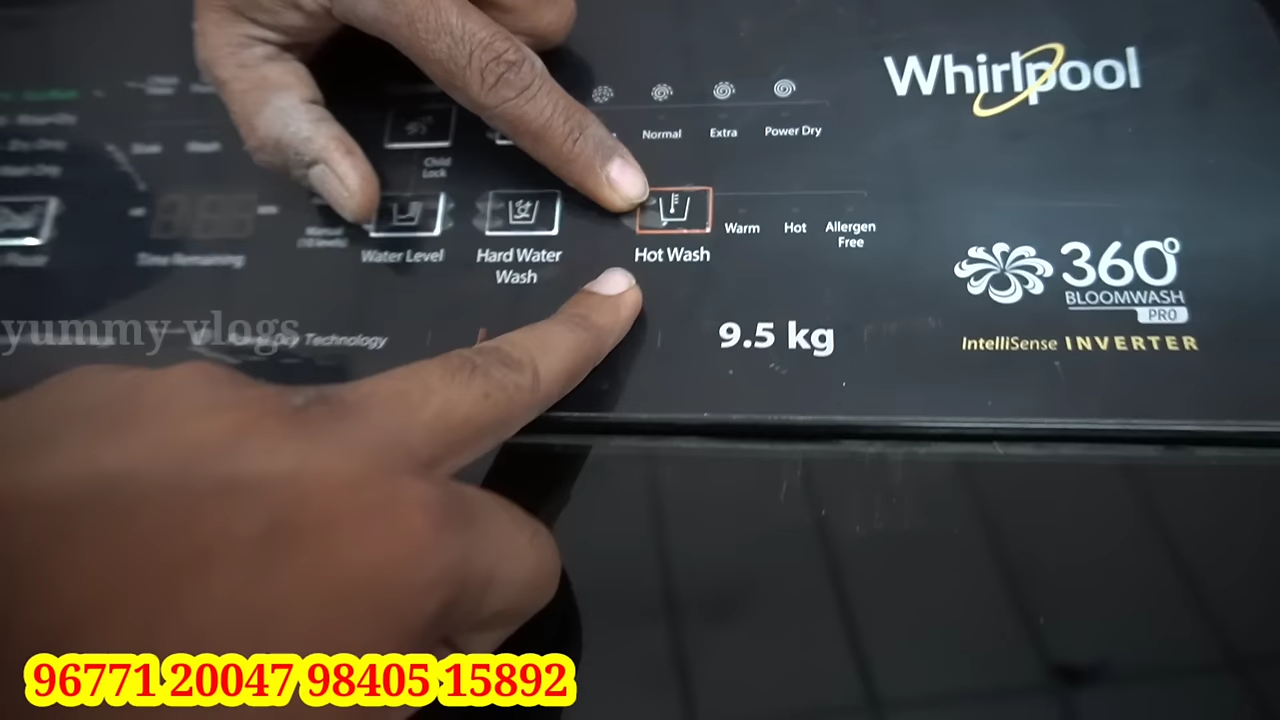 Whirlpool
Normal Extra Power Dry
Child
Lock
Water Level
Hard Water
Wash
Hot Wash
Warm Hot Allergen
Free
Time Remaining
360°
BLOOMWASH
PRO
IntelliSense INVERTER
9.5 kg
yummy vlogs
Technology
96771 20047 98405 15892